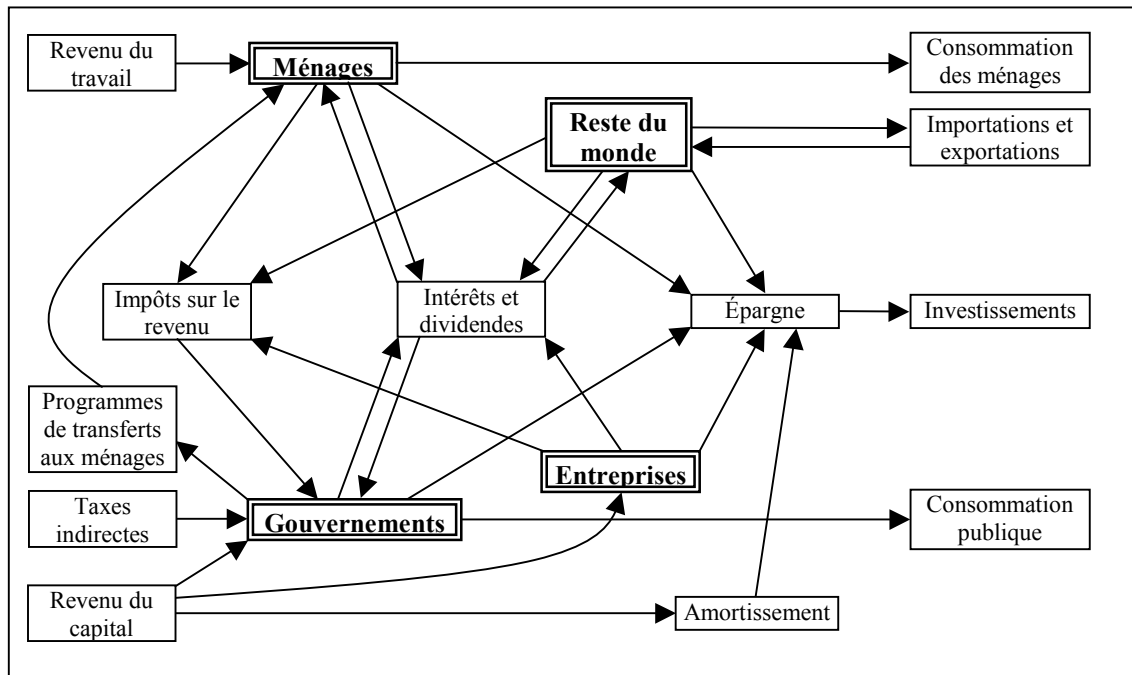 Revenu du
travail
Ménages
Consommation
des ménages
Reste du
monde
Importations et
exportations
Impôts sur le
revenu
Intérêts et
dividendes
Épargne
Investissements
Programmes
de transferts
aux ménages
Entreprises
Taxes
indirectes
Gouvernements
Consommation
publique
Revenu du
capital
Amortissement